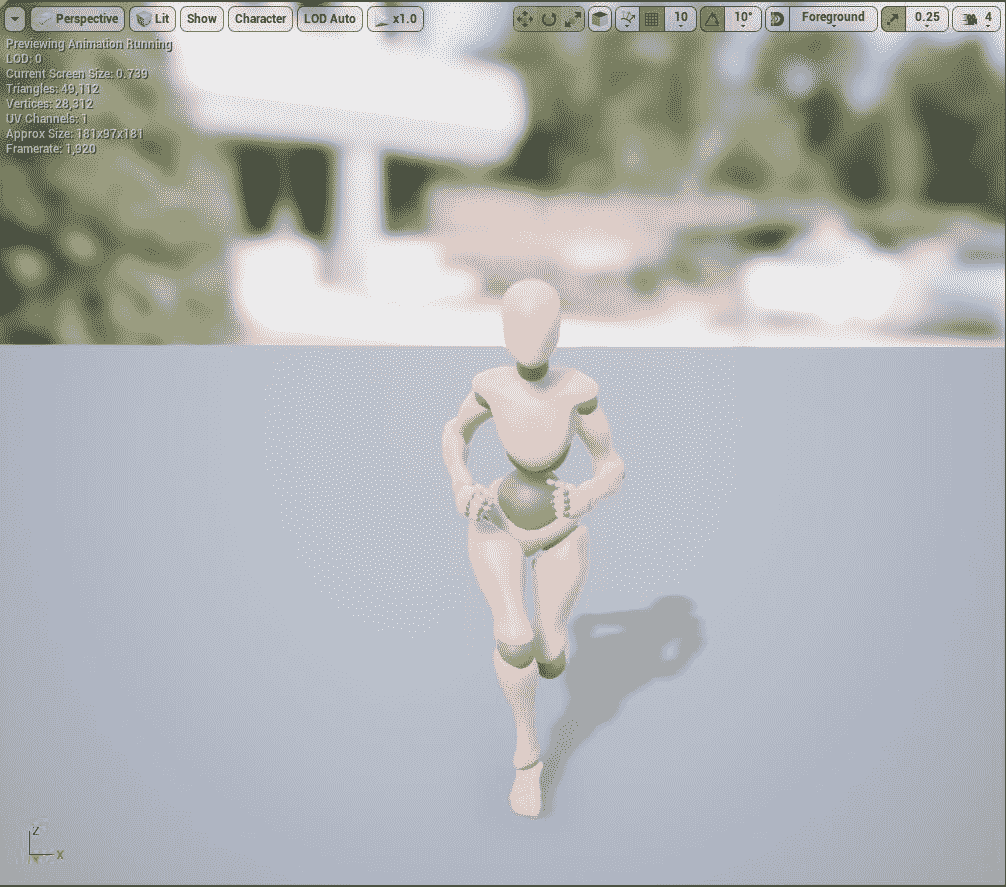 Perspective Lit Show Character LOD Auto x1.0 10 10° Foreground 0.25 4
Previewing Animation Running
LOD: 0
Current Screen Size: 0.739
Triangles: 49,112
Vertices: 28,312
UV Channels: 1
Approx Size: 181x97x181
Framerate: 1,920
Z
X